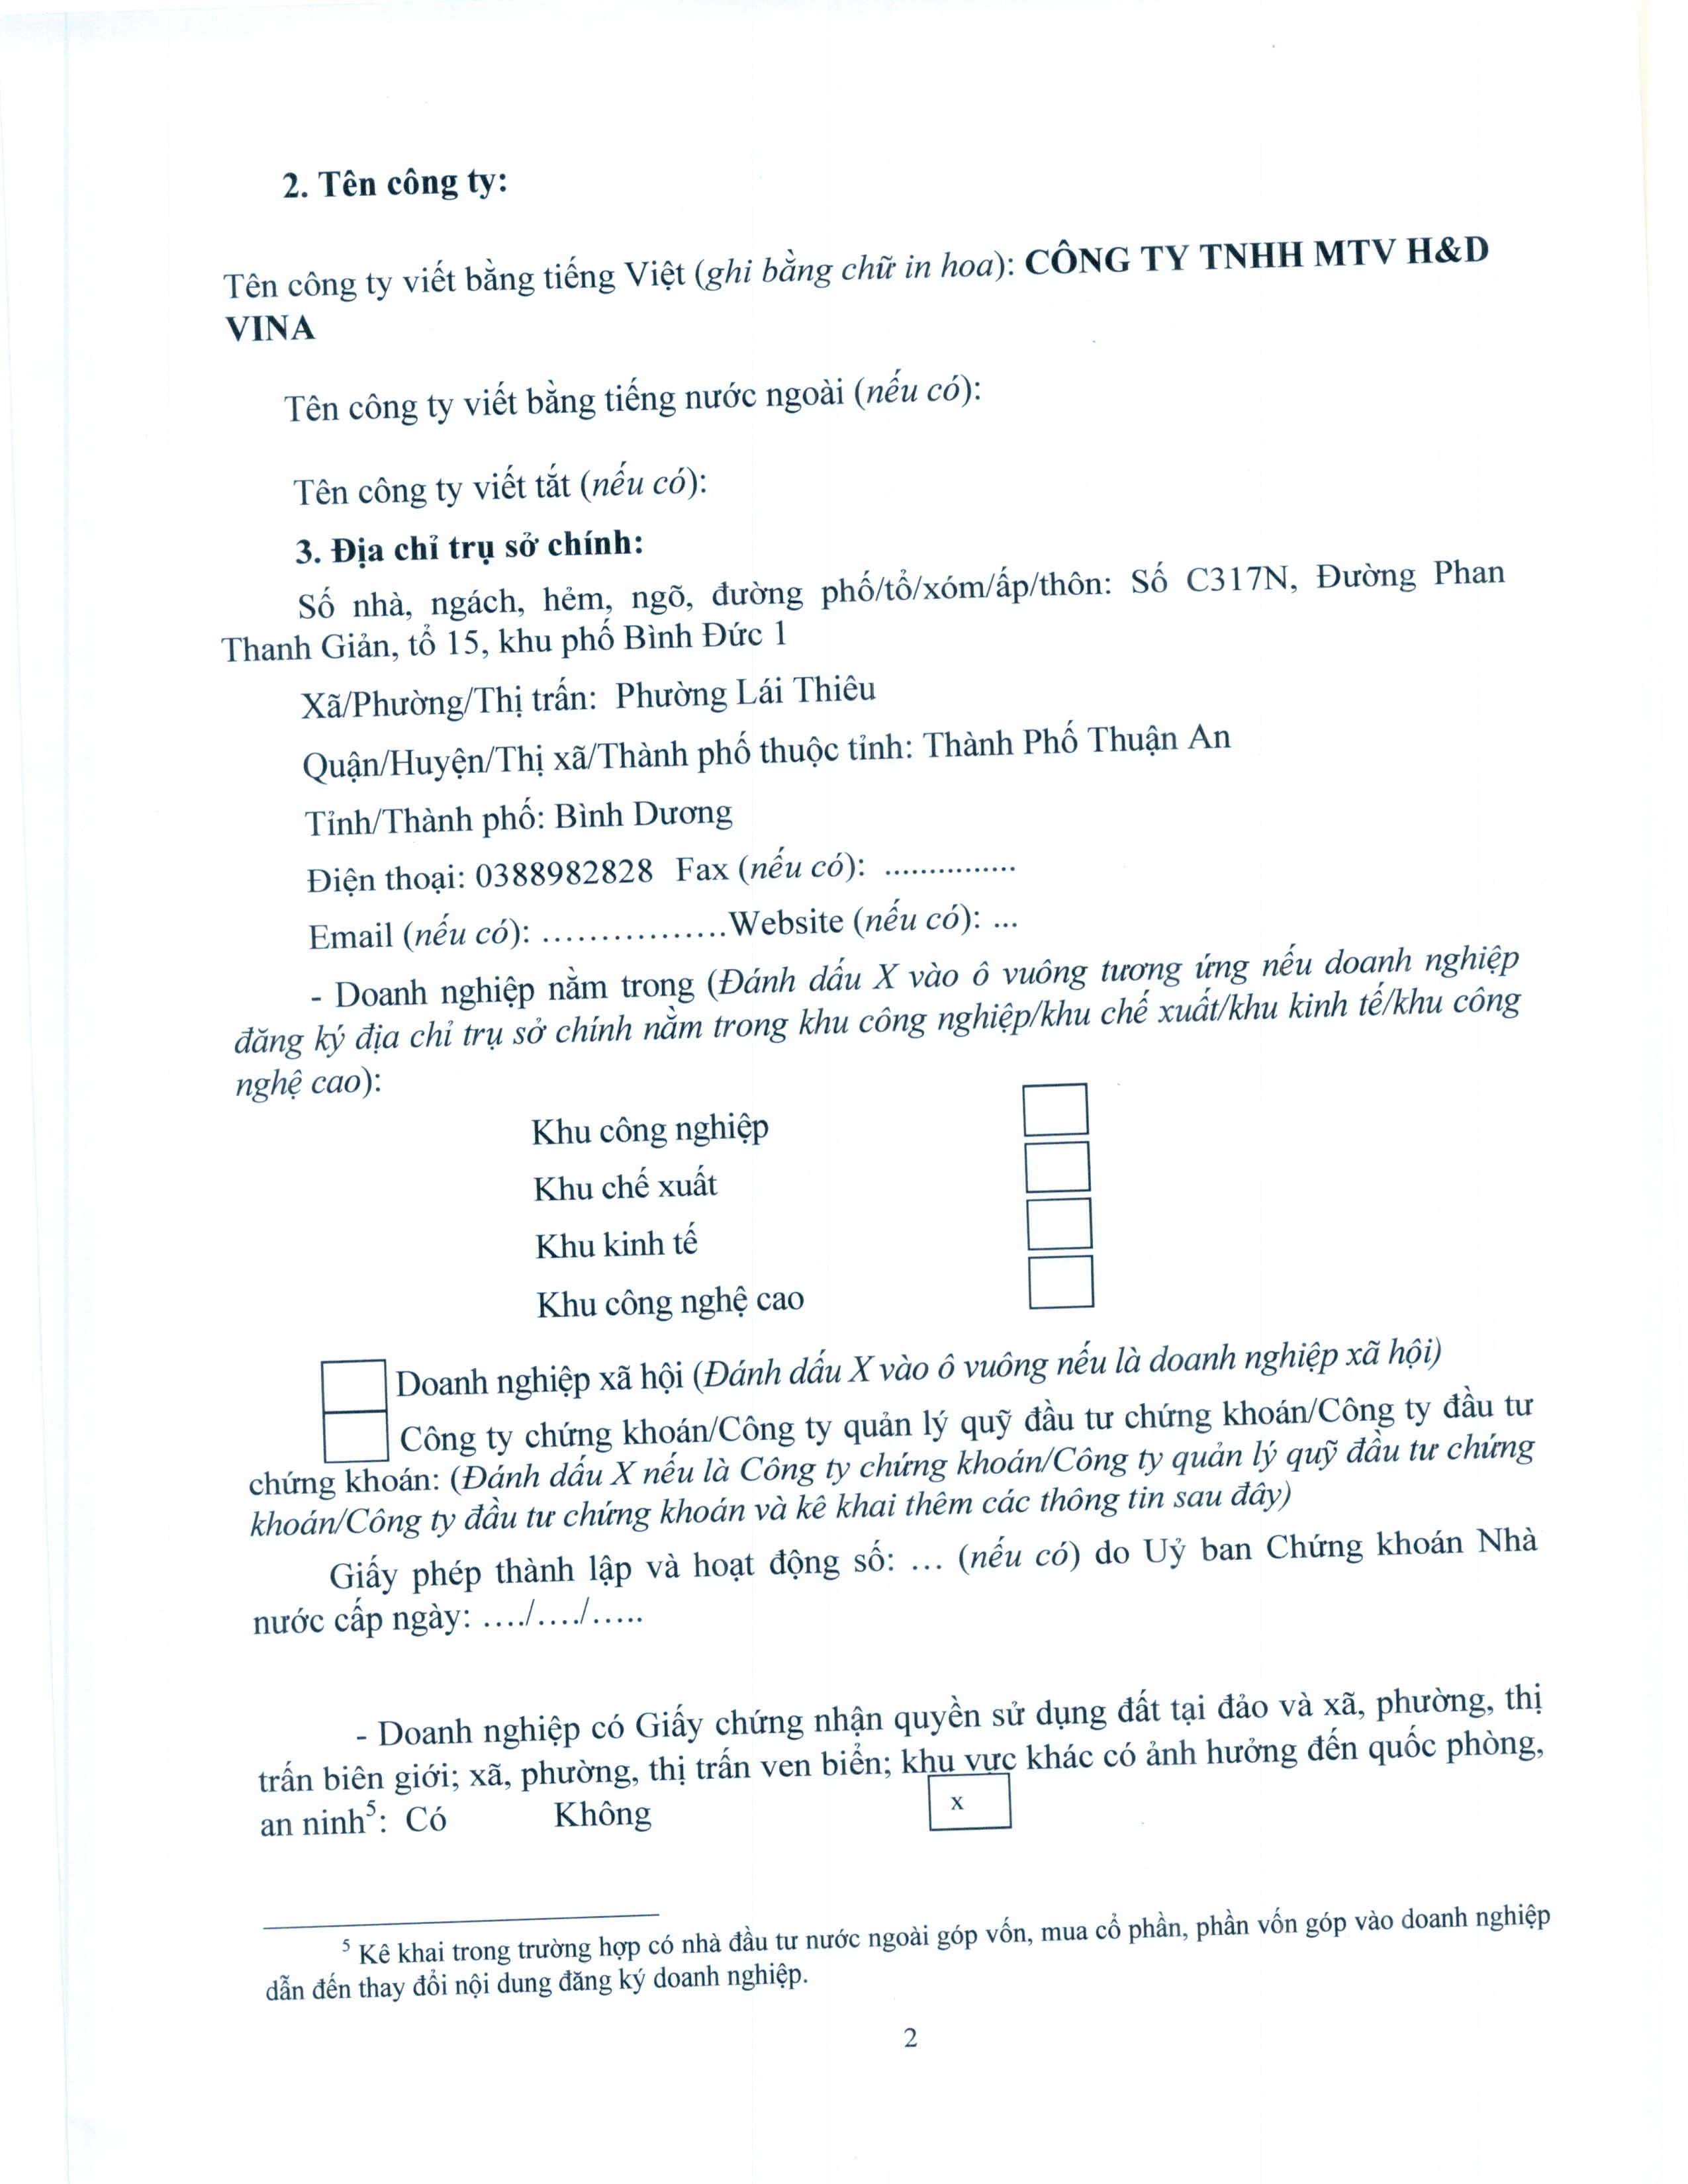 2. Tên công ty:
Tên công ty viết bằng tiếng Việt (ghi bằng chữ in hoa): CÔNG TY TNHH MTV H&D
VINA
Tên công ty viết bằng tiếng nước ngoài (nếu có):
Tên công ty viết tắt (nếu có):
3. Địa chỉ trụ sở chính:
Số nhà, ngách, hẻm, ngõ, đường phố/tổ/xóm/ấp/thôn: Số C317N, Đường Phan
Thanh Giản, tổ 15, khu phố Bình Đức 1
Xã/Phường/Thị trấn: Phường Lái Thiêu
Quận/Huyện/Thị xã/Thành phố thuộc tỉnh: Thành Phố Thuận An
Tỉnh/Thành phố: Bình Dương
Điện thoại: 0388982828 Fax (nếu có): ...............
Email (nếu có): ................Website (nếu có): ...
- Doanh nghiệp nằm trong (Đánh dấu X vào ô vuông tương ứng nếu doanh nghiệp
đăng ký địa chỉ trụ sở chính nằm trong khu công nghiệp/khu chế xuất/khu kinh tế/khu công
nghệ cao):
Khu công nghiệp
Khu chế xuất
Khu kinh tế
Khu công nghệ cao
Doanh nghiệp xã hội (Đánh dấu X vào ô vuông nếu là doanh nghiệp xã hội)
Công ty chứng khoán/Công ty quản lý quỹ đầu tư chứng khoán/Công ty đầu tư
chứng khoán: (Đánh dấu X nếu là Công ty chứng khoán/Công ty quản lý quỹ đầu tư chứng
khoán/Công ty đầu tư chứng khoán và kê khai thêm các thông tin sau đây)
Giấy phép thành lập và hoạt động số: … (nếu có) do Uỷ ban Chứng khoán Nhà
nước cấp ngày: …./…./…..
- Doanh nghiệp có Giấy chứng nhận quyền sử dụng đất tại đảo và xã, phường, thị
trấn biên giới; xã, phường, thị trấn ven biển; khu vực khác có ảnh hưởng đến quốc phòng,
an ninh⁵: Có Không x
⁵ Kê khai trong trường hợp có nhà đầu tư nước ngoài góp vốn, mua cổ phần, phần vốn góp vào doanh nghiệp
dẫn đến thay đổi nội dung đăng ký doanh nghiệp.
2